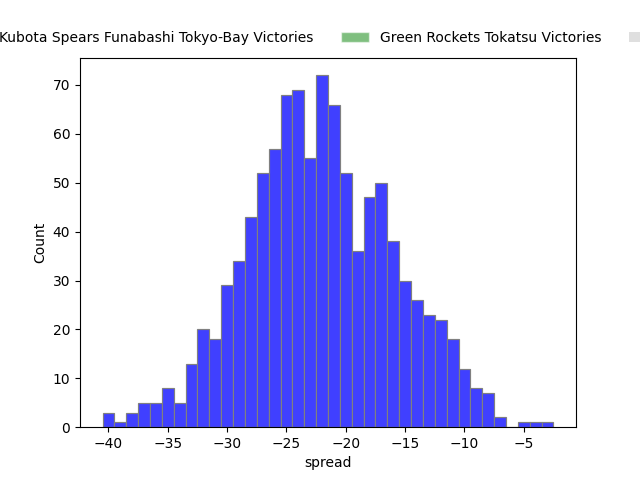 Kubota Spears Funabashi Tokyo-Bay Victories Green Rockets Tokatsu Victories
70
60
50
40
30
20
10
0
Count
−40 −35 −30 −25 −20 −15 −10 −5
spread